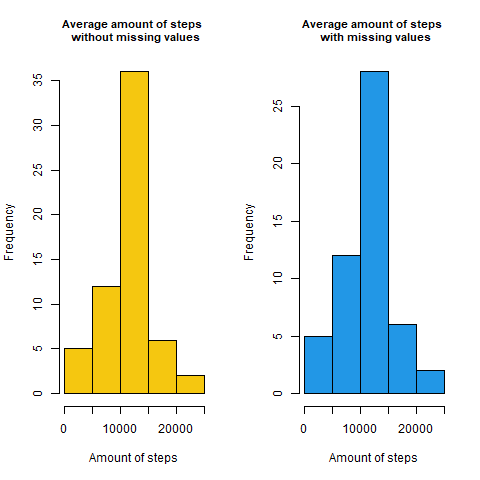 Average amount of steps
without missing values
Frequency
0
5
10
15
20
25
30
35
0
10000
20000
Amount of steps
Average amount of steps
with missing values
Frequency
0
5
10
15
20
25
0
10000
20000
Amount of steps